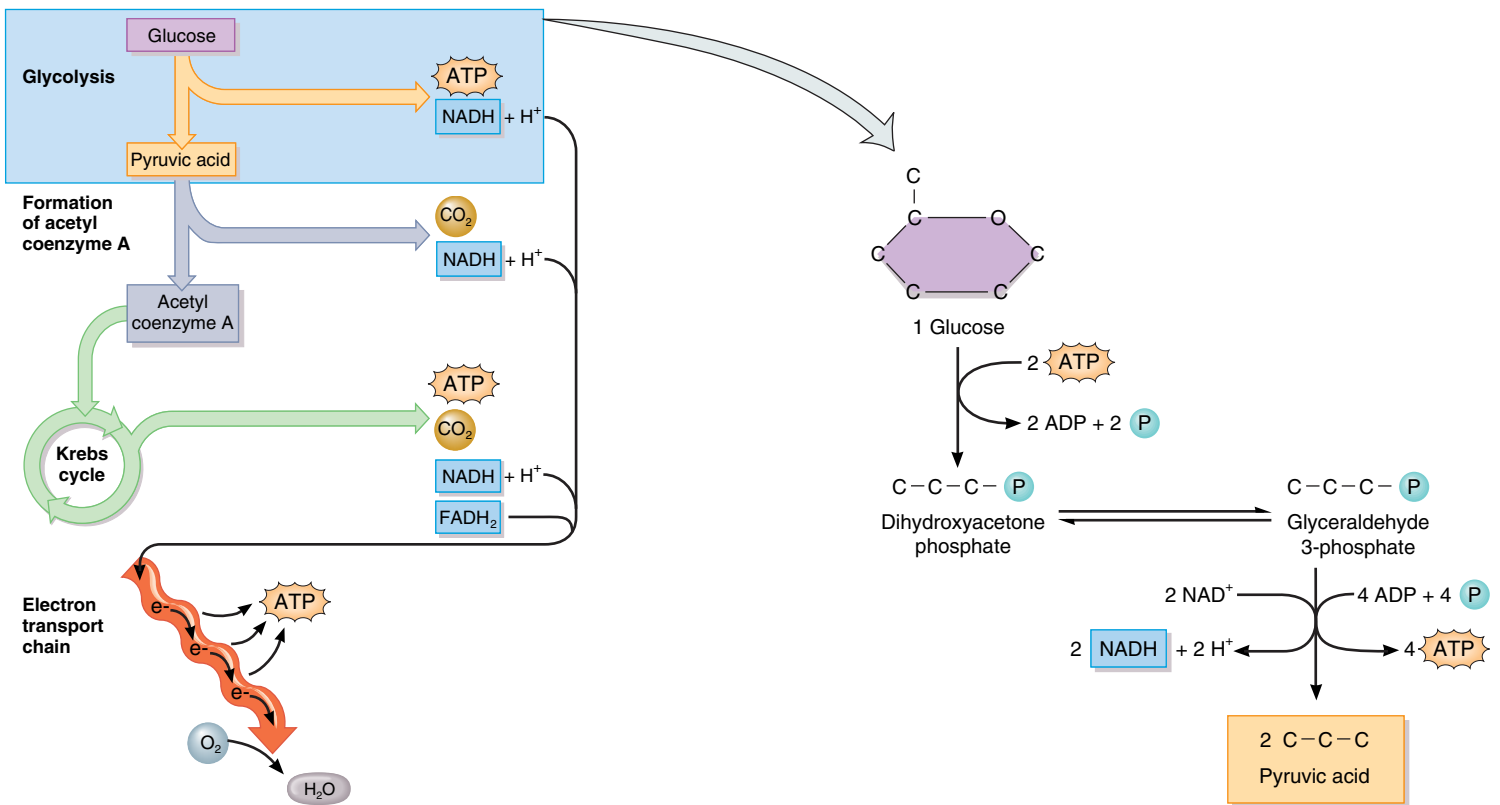 Glucose
Glycolysis
ATP
NADH + H⁺
Pyruvic acid
Formation
of acetyl
coenzyme A
CO₂
NADH + H⁺
Acetyl
coenzyme A
ATP
CO₂
Krebs
cycle
NADH + H⁺
FADH₂
Electron
transport
chain
e-
e-
e-
ATP
O₂
H₂O
C
C O
C C
C C
1 Glucose
2 ATP
2 ADP + 2 P
C–C–C–P
Dihydroxyacetone
phosphate
C–C–C–P
Glyceraldehyde
3-phosphate
2 NAD⁺
4 ADP + 4 P
2 NADH + 2 H⁺
4 ATP
2 C–C–C
Pyruvic acid